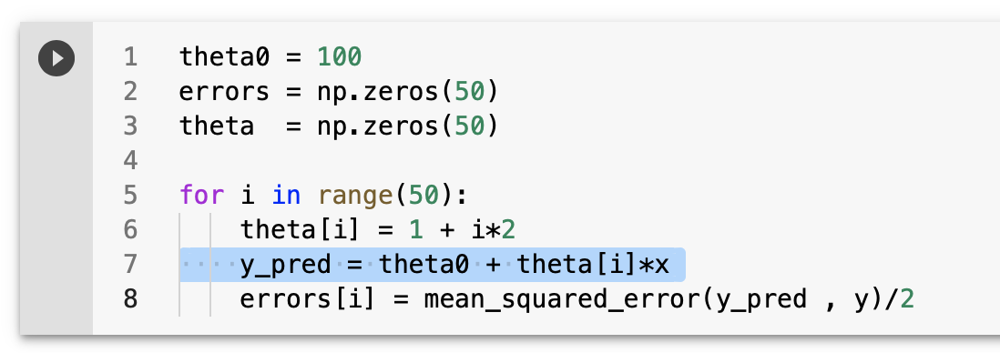 1 theta0 = 100
2 errors = np.zeros(50)
3 theta  = np.zeros(50)
4
5 for i in range(50):
6     theta[i] = 1 + i*2
7     y_pred = theta0 + theta[i]*x
8     errors[i] = mean_squared_error(y_pred , y)/2